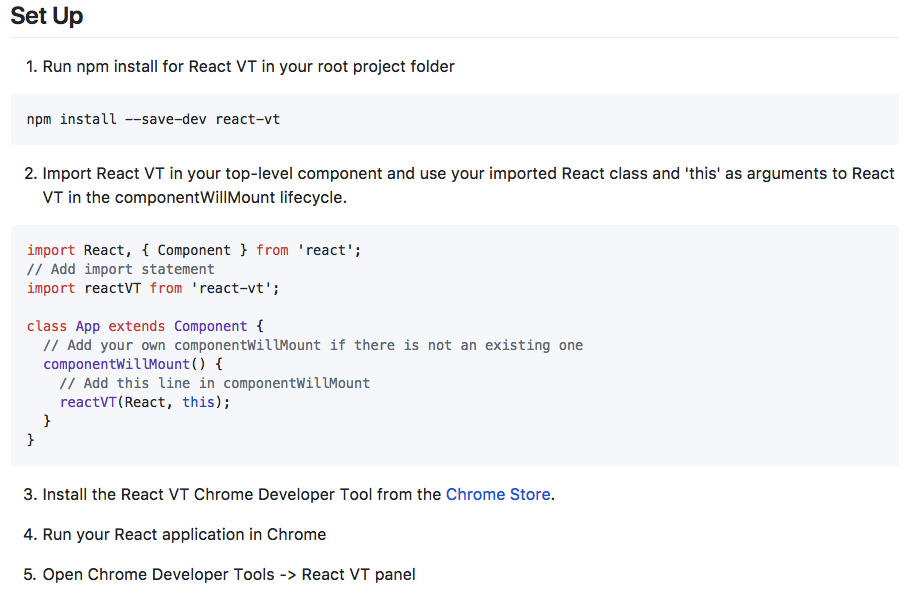 Set Up
1. Run npm install for React VT in your root project folder
npm install --save-dev react-vt
2. Import React VT in your top-level component and use your imported React class and 'this' as arguments to React
VT in the componentWillMount lifecycle.
import React, { Component } from 'react';
// Add import statement
import reactVT from 'react-vt';
class App extends Component {
// Add your own componentWillMount if there is not an existing one
componentWillMount() {
// Add this line in componentWillMount
reactVT(React, this);
}
}
3. Install the React VT Chrome Developer Tool from the Chrome Store.
4. Run your React application in Chrome
5. Open Chrome Developer Tools -> React VT panel